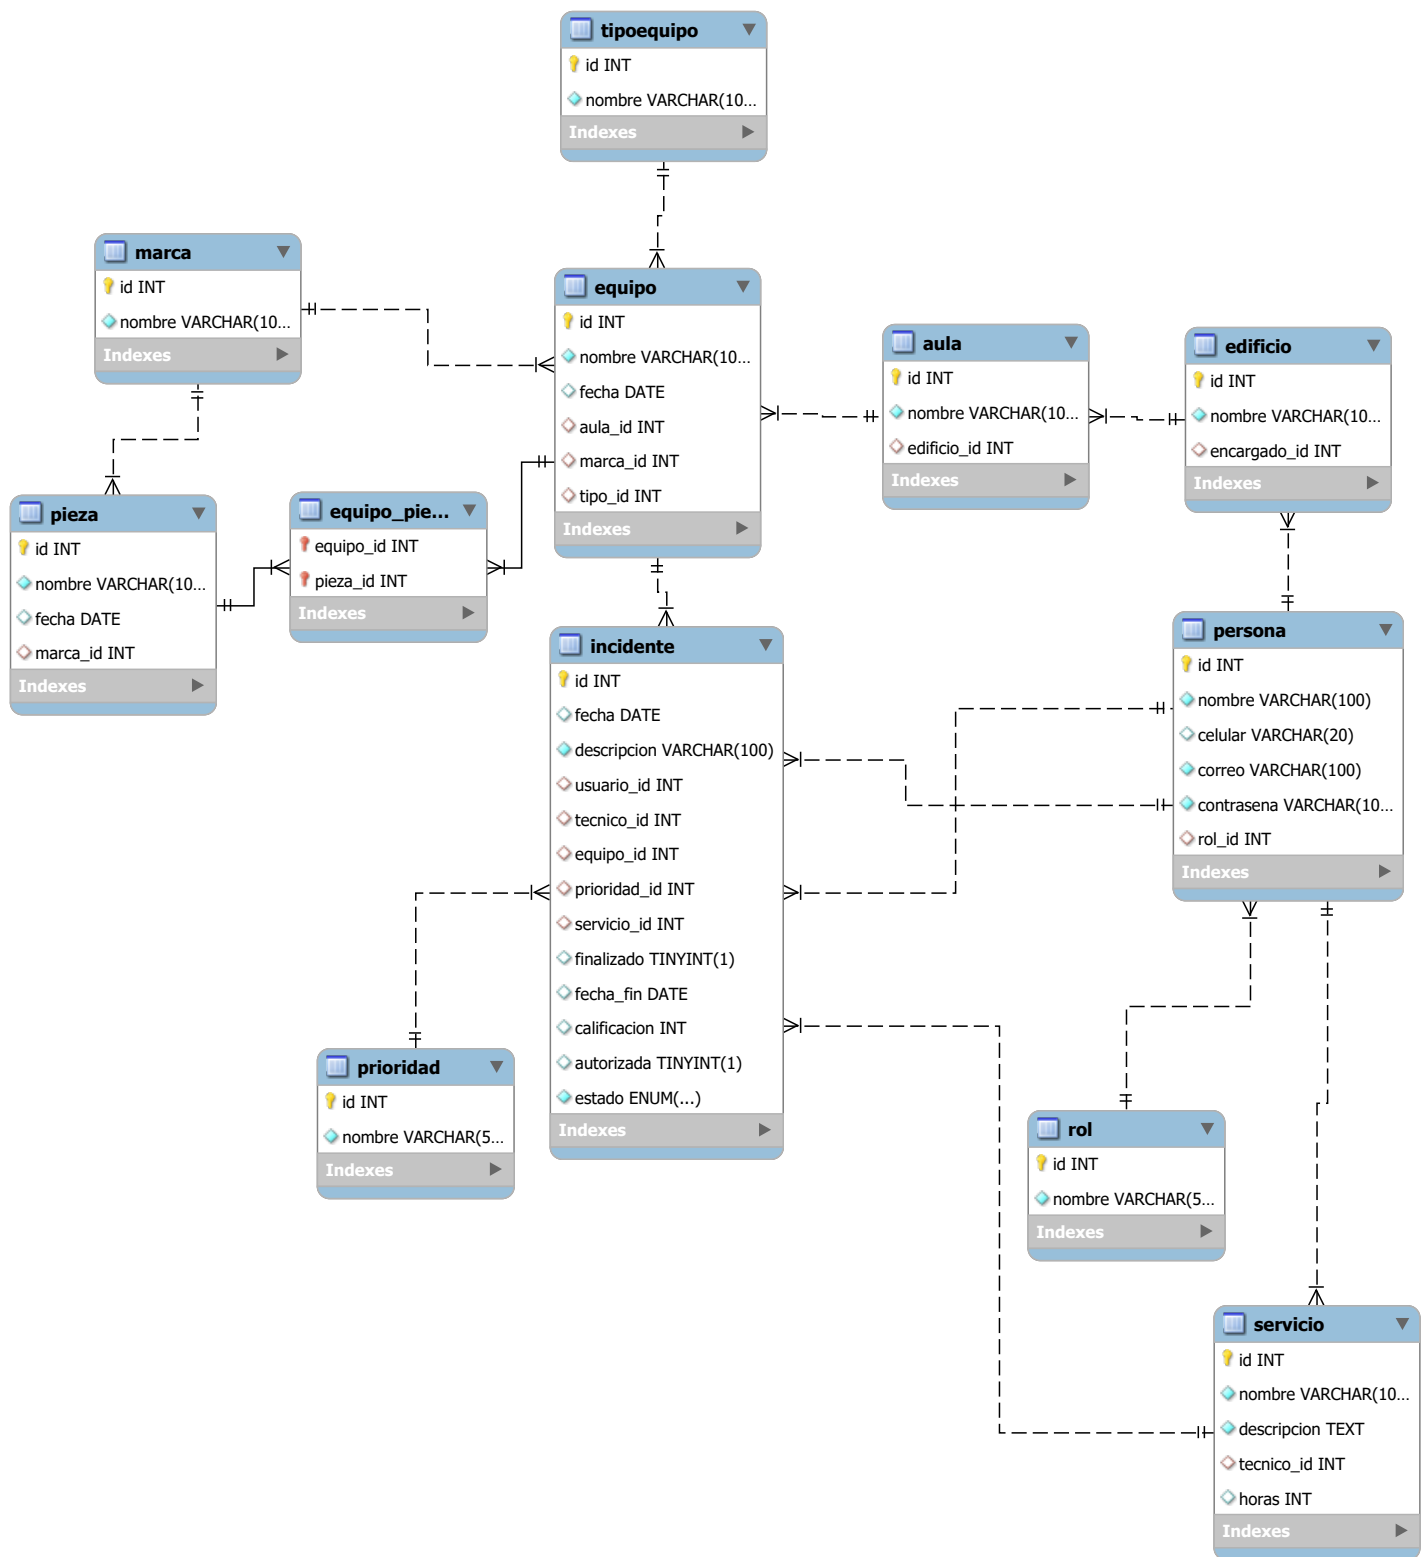 tipoequipo
id INT
nombre VARCHAR(10...
Indexes
marca
id INT
nombre VARCHAR(10...
Indexes
equipo
id INT
nombre VARCHAR(10...
fecha DATE
aula_id INT
marca_id INT
tipo_id INT
Indexes
aula
id INT
nombre VARCHAR(10...
edificio_id INT
Indexes
edificio
id INT
nombre VARCHAR(10...
encargado_id INT
Indexes
pieza
id INT
nombre VARCHAR(10...
fecha DATE
marca_id INT
Indexes
equipo_pie...
equipo_id INT
pieza_id INT
Indexes
incidente
id INT
fecha DATE
descripcion VARCHAR(100)
usuario_id INT
tecnico_id INT
equipo_id INT
prioridad_id INT
servicio_id INT
finalizado TINYINT(1)
fecha_fin DATE
calificacion INT
autorizada TINYINT(1)
estado ENUM(...)
Indexes
persona
id INT
nombre VARCHAR(100)
celular VARCHAR(20)
correo VARCHAR(100)
contrasena VARCHAR(10...
rol_id INT
Indexes
prioridad
id INT
nombre VARCHAR(5...
Indexes
rol
id INT
nombre VARCHAR(5...
Indexes
servicio
id INT
nombre VARCHAR(10...
descripcion TEXT
tecnico_id INT
horas INT
Indexes